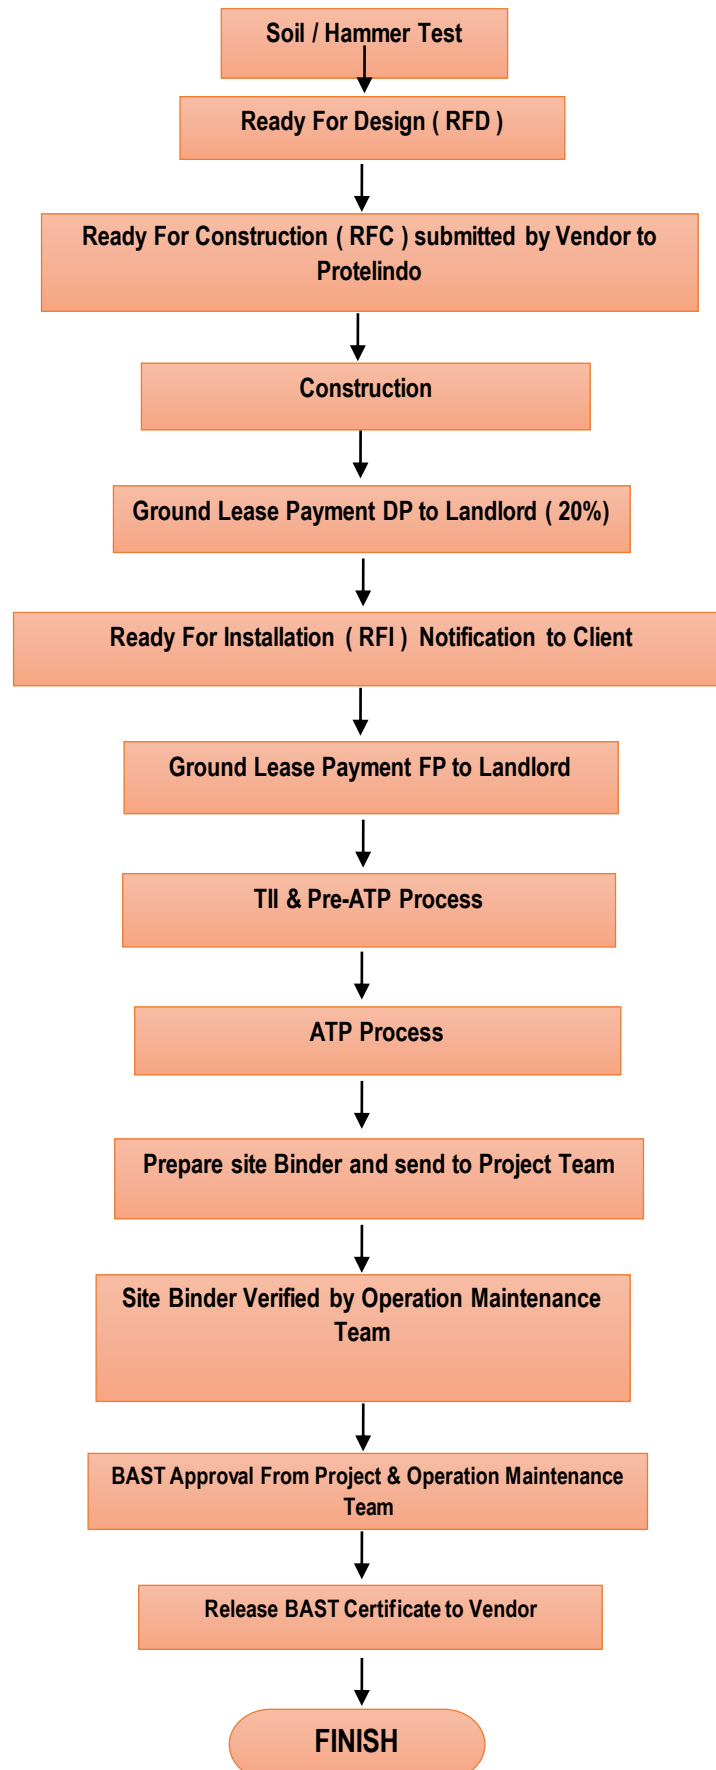 Soil / Hammer Test
Ready For Design ( RFD )
Ready For Construction ( RFC ) submitted by Vendor to
Protelindo
Construction
Ground Lease Payment DP to Landlord ( 20%)
Ready For Installation ( RFI ) Notification to Client
Ground Lease Payment FP to Landlord
TII & Pre-ATP Process
ATP Process
Prepare site Binder and send to Project Team
Site Binder Verified by Operation Maintenance
Team
BAST Approval From Project & Operation Maintenance
Team
Release BAST Certificate to Vendor
FINISH